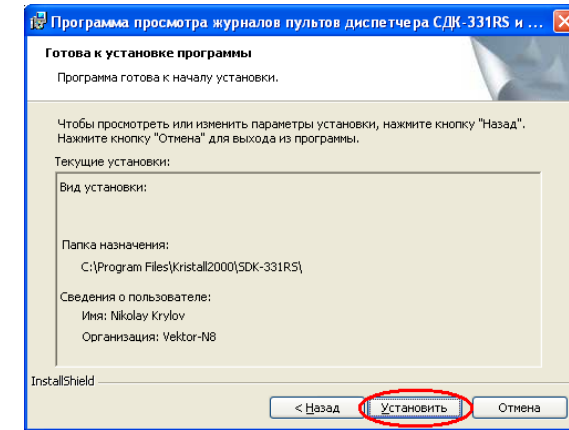 Программа просмотра журналов пультов диспетчера СДК-331RS и ...
Готова к установке программы
Программа готова к началу установки.
Чтобы просмотреть или изменить параметры установки, нажмите кнопку "Назад".
Нажмите кнопку "Отмена" для выхода из программы.
Текущие установки:
Вид установки:
Папка назначения:
C:\Program Files\Kristall2000\SDK-331RS\
Сведения о пользователе:
Имя: Nikolay Krylov
Организация: Vektor-N8
InstallShield
< Назад Установить Отмена